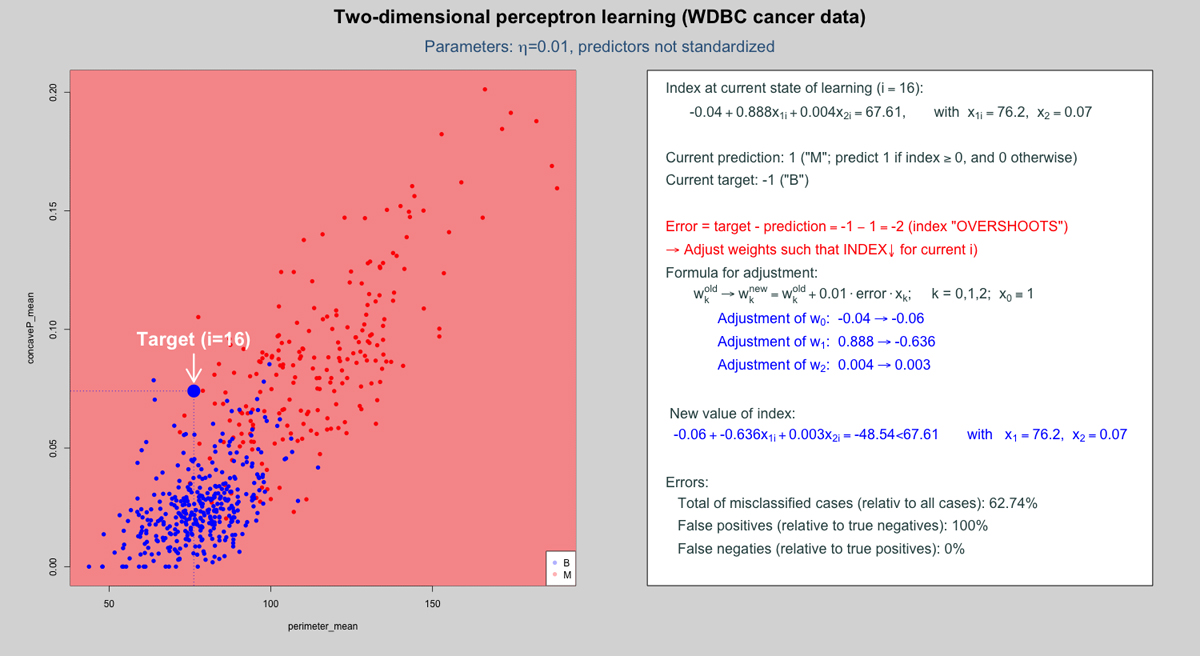 Two-dimensional perceptron learning (WDBC cancer data)
Parameters: η=0.01, predictors not standardized
concaveP_mean
0.20
0.15
0.10
0.05
0.00
Target (i=16)
B
M
50 100 150
perimeter_mean
Index at current state of learning (i = 16):
-0.04 + 0.888x₁ᵢ + 0.004x₂ᵢ = 67.61, with x₁ᵢ = 76.2, x₂ = 0.07
Current prediction: 1 ("M"; predict 1 if index ≥ 0, and 0 otherwise)
Current target: -1 ("B")
Error = target - prediction = -1 − 1 = -2 (index "OVERSHOOTS")
→ Adjust weights such that INDEX↓ for current i)
Formula for adjustment:
wₖ^old → wₖ^new = wₖ^old + 0.01 · error · xₖ; k = 0,1,2; x₀ ≡ 1
Adjustment of w₀: -0.04 → -0.06
Adjustment of w₁: 0.888 → -0.636
Adjustment of w₂: 0.004 → 0.003
New value of index:
-0.06 + -0.636x₁ᵢ + 0.003x₂ᵢ = -48.54<67.61 with x₁ = 76.2, x₂ = 0.07
Errors:
Total of misclassified cases (relativ to all cases): 62.74%
False positives (relative to true negatives): 100%
False negaties (relative to true positives): 0%